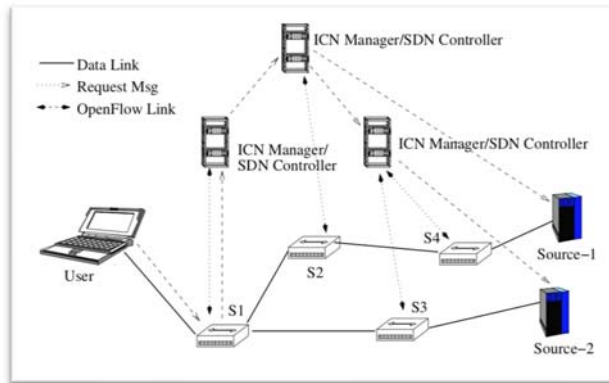 ICN Manager/SDN Controller
Data Link
Request Msg
OpenFlow Link
ICN Manager/
SDN Controller
ICN Manager/SDN Controller
User
S1
S2
S3
S4
Source-1
Source-2